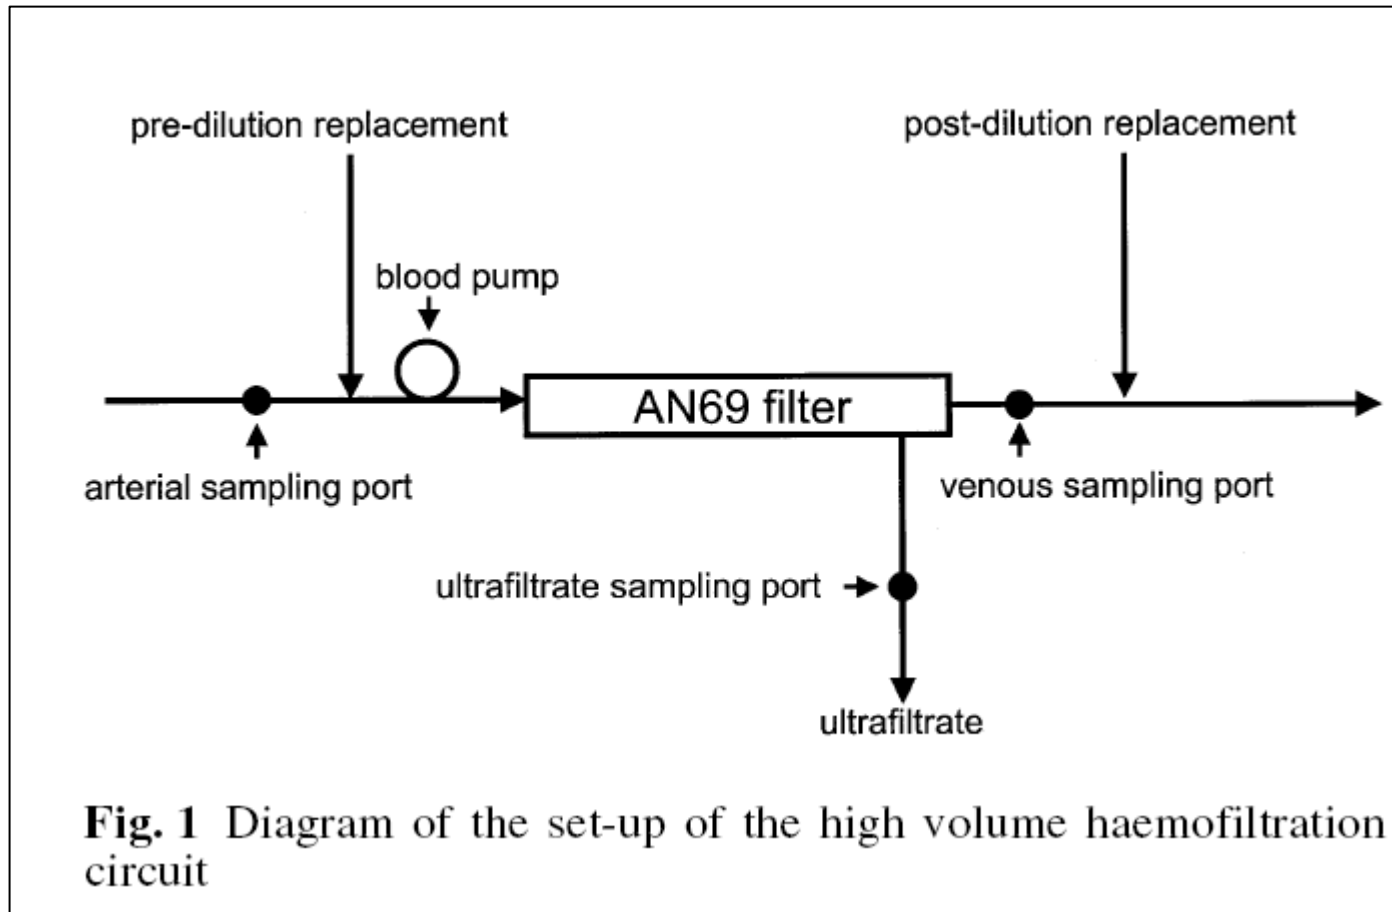 pre-dilution replacement
post-dilution replacement
blood pump
AN69 filter
arterial sampling port
venous sampling port
ultrafiltrate sampling port
ultrafiltrate
Fig. 1 Diagram of the set-up of the high volume haemofiltration
circuit